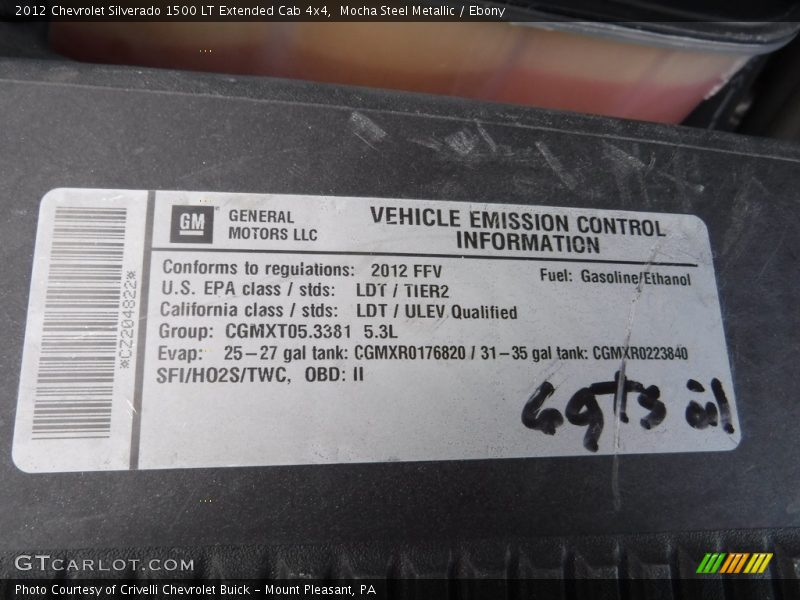 2012 Chevrolet Silverado 1500 LT Extended Cab 4x4,  Mocha Steel Metallic / Ebony
GM
GENERAL
MOTORS LLC
VEHICLE EMISSION CONTROL
INFORMATION
Conforms to regulations: 2012 FFV
Fuel: Gasoline/Ethanol
U.S. EPA class / stds: LDT / TIER2
California class / stds: LDT / ULEV Qualified
Group: CGMXT05.3381 5.3L
Evap: 25-27 gal tank: CGMXR0176820 / 31-35 gal tank: CGMXR0223840
SFI/HO2S/TWC, OBD: II
*CZ204822*
6qts oil
GTCARLOT.COM
Photo Courtesy of Crivelli Chevrolet Buick - Mount Pleasant, PA